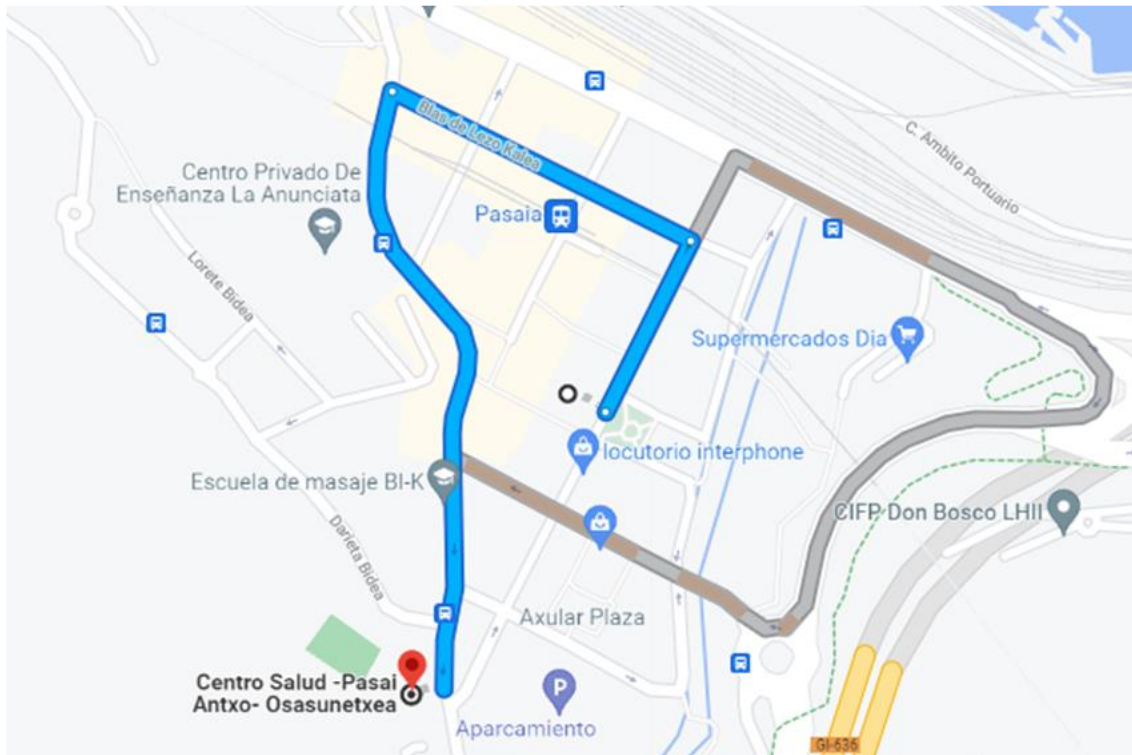 Blas de Lezo Kalea
C. Ambito Portuario
Centro Privado De
Enseñanza La Anunciata
Pasaia
Lorete Bidea
Supermercados Dia
locutorio interphone
Escuela de masaje BI-K
CIFP Don Bosco LHII
Darieta Bidea
Axular Plaza
Centro Salud -Pasai
Antxo- Osasunetxea
P
Aparcamiento
GI-636